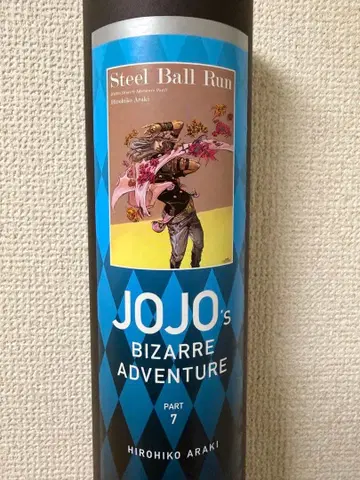 Steel Ball Run
Hirohiko Araki
JOJO's
BIZARRE
ADVENTURE
PART
7
HIROHIKO ARAKI